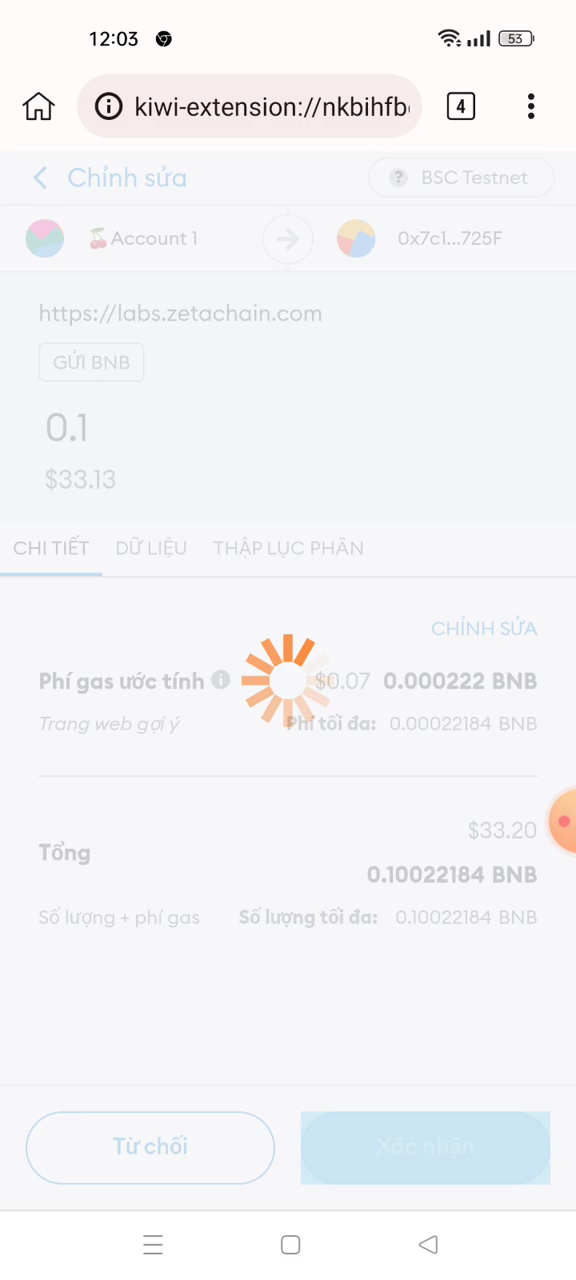 12:03
53
kiwi-extension://nkbihfb
4
Chỉnh sửa
? BSC Testnet
🍒Account 1
0x7c1...725F
https://labs.zetachain.com
GỬI BNB
0.1
$33.13
CHI TIẾT DỮ LIỆU THẬP LỤC PHÂN
CHỈNH SỬA
Phí gas ước tính $0.07 0.000222 BNB
Trang web gợi ý Phí tối đa: 0.00022184 BNB
$33.20
Tổng
0.10022184 BNB
Số lượng + phí gas Số lượng tối đa: 0.10022184 BNB
Từ chối Xác nhận